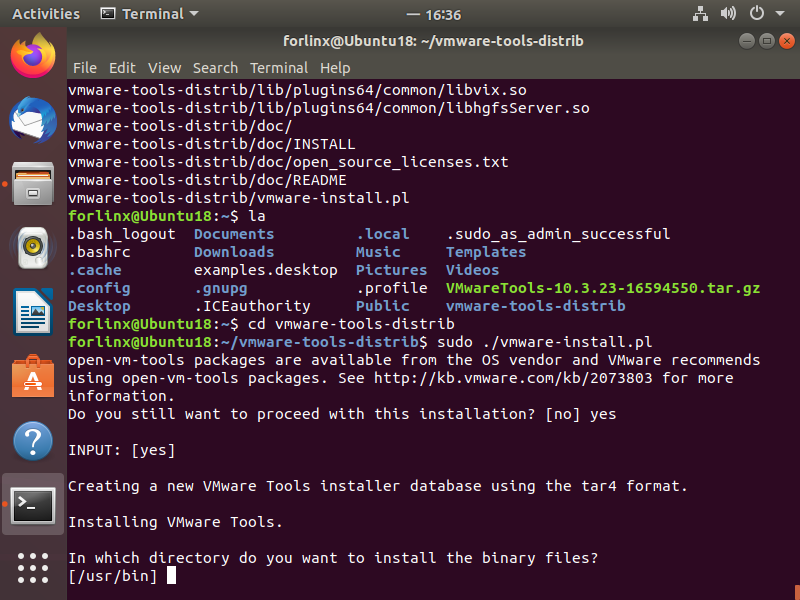 Activities Terminal 一 16:36
forlinx@Ubuntu18: ~/vmware-tools-distrib
File Edit View Search Terminal Help
vmware-tools-distrib/lib/plugins64/common/libvix.so
vmware-tools-distrib/lib/plugins64/common/libhgfsServer.so
vmware-tools-distrib/doc/
vmware-tools-distrib/doc/INSTALL
vmware-tools-distrib/doc/open_source_licenses.txt
vmware-tools-distrib/doc/README
vmware-tools-distrib/vmware-install.pl
forlinx@Ubuntu18:~$ la
.bash_logout Documents .local .sudo_as_admin_successful
.bashrc Downloads Music Templates
.cache examples.desktop Pictures Videos
.config .gnupg .profile VMwareTools-10.3.23-16594550.tar.gz
Desktop .ICEauthority Public vmware-tools-distrib
forlinx@Ubuntu18:~$ cd vmware-tools-distrib
forlinx@Ubuntu18:~/vmware-tools-distrib$ sudo ./vmware-install.pl
open-vm-tools packages are available from the OS vendor and VMware recommends
using open-vm-tools packages. See http://kb.vmware.com/kb/2073803 for more
information.
Do you still want to proceed with this installation? [no] yes
INPUT: [yes]
Creating a new VMware Tools installer database using the tar4 format.
Installing VMware Tools.
In which directory do you want to install the binary files?
[/usr/bin]